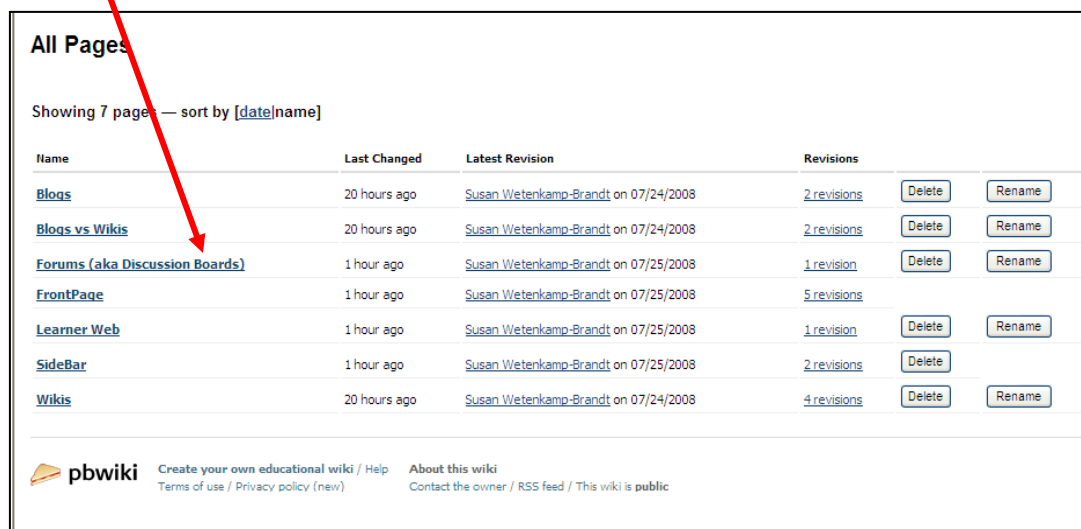 All Pages
Showing 7 pages — sort by [date|name]
Name Last Changed Latest Revision Revisions
Blogs 20 hours ago Susan Wetenkamp-Brandt on 07/24/2008 2 revisions Delete Rename
Blogs vs Wikis 20 hours ago Susan Wetenkamp-Brandt on 07/24/2008 2 revisions Delete Rename
Forums (aka Discussion Boards) 1 hour ago Susan Wetenkamp-Brandt on 07/25/2008 1 revision Delete Rename
FrontPage 1 hour ago Susan Wetenkamp-Brandt on 07/25/2008 5 revisions
Learner Web 1 hour ago Susan Wetenkamp-Brandt on 07/25/2008 1 revision Delete Rename
SideBar 1 hour ago Susan Wetenkamp-Brandt on 07/25/2008 2 revisions Delete
Wikis 20 hours ago Susan Wetenkamp-Brandt on 07/24/2008 4 revisions Delete Rename
pbwiki Create your own educational wiki / Help About this wiki
Terms of use / Privacy policy (new) Contact the owner / RSS feed / This wiki is public